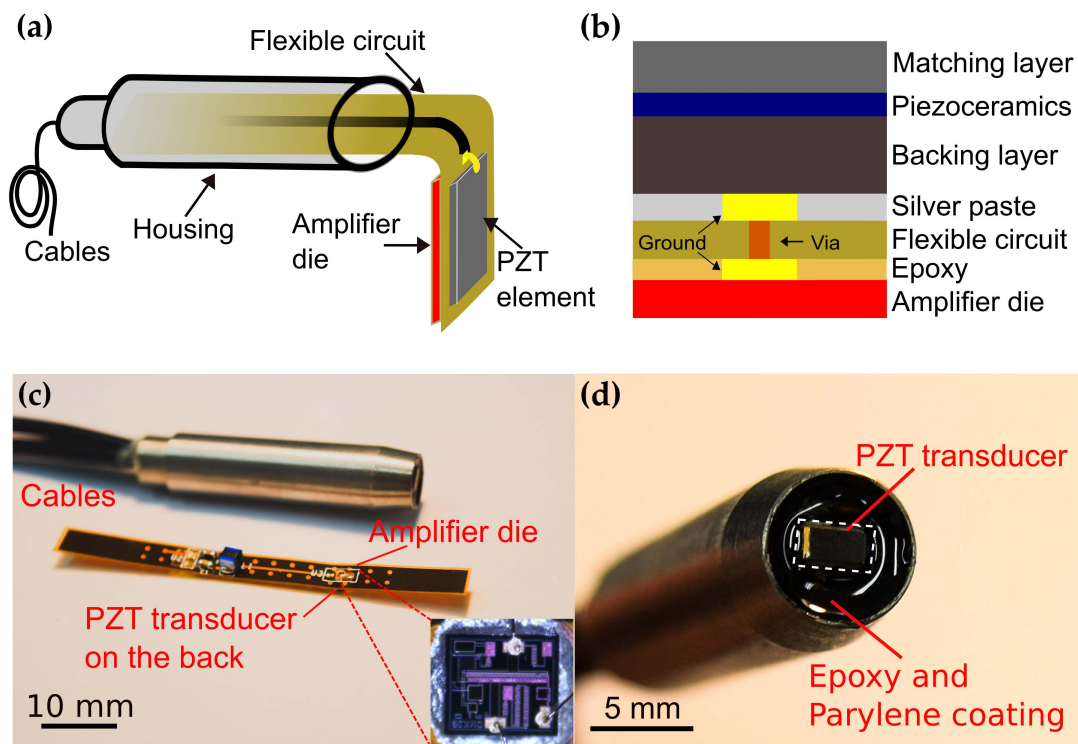 (a)
Flexible circuit
Housing
Cables
Amplifier
die
PZT
element
(b)
Matching layer
Piezoceramics
Backing layer
Silver paste
Ground
Via
Flexible circuit
Epoxy
Amplifier die
(c)
Cables
Amplifier die
PZT transducer
on the back
10 mm
(d)
PZT transducer
Epoxy and
Parylene coating
5 mm